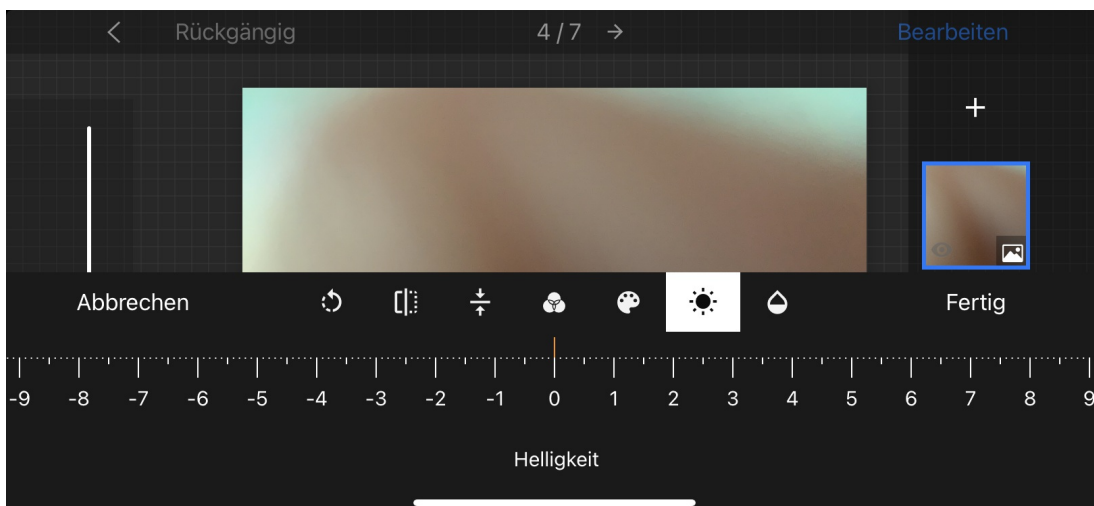 Rückgängig
4 / 7
Bearbeiten
Abbrechen
Fertig
-9 -8 -7 -6 -5 -4 -3 -2 -1 0 1 2 3 4 5 6 7 8 9
Helligkeit